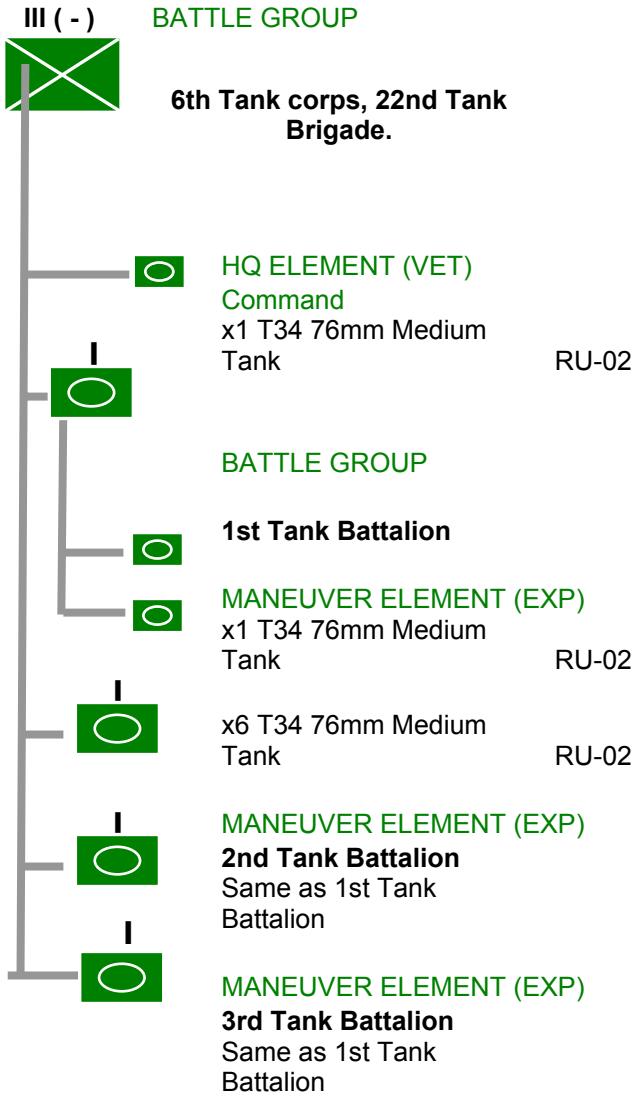 III ( - ) BATTLE GROUP
6th Tank corps, 22nd Tank
Brigade.
HQ ELEMENT (VET)
Command
x1 T34 76mm Medium
Tank RU-02
I
BATTLE GROUP
1st Tank Battalion
MANEUVER ELEMENT (EXP)
x1 T34 76mm Medium
Tank RU-02
I
x6 T34 76mm Medium
Tank RU-02
I
MANEUVER ELEMENT (EXP)
2nd Tank Battalion
Same as 1st Tank
Battalion
I
MANEUVER ELEMENT (EXP)
3rd Tank Battalion
Same as 1st Tank
Battalion